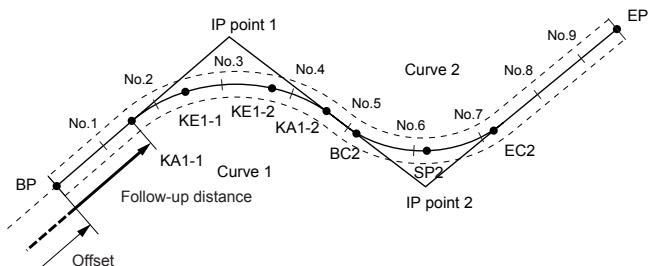 EP
IP point 1
No.9
No.3
No.2
No.4
Curve 2
No.8
No.5
No.1
KE1-1
KE1-2
KA1-2
No.6
No.7
KA1-1
Curve 1
BC2
SP2
EC2
BP
Follow-up distance
IP point 2
Offset